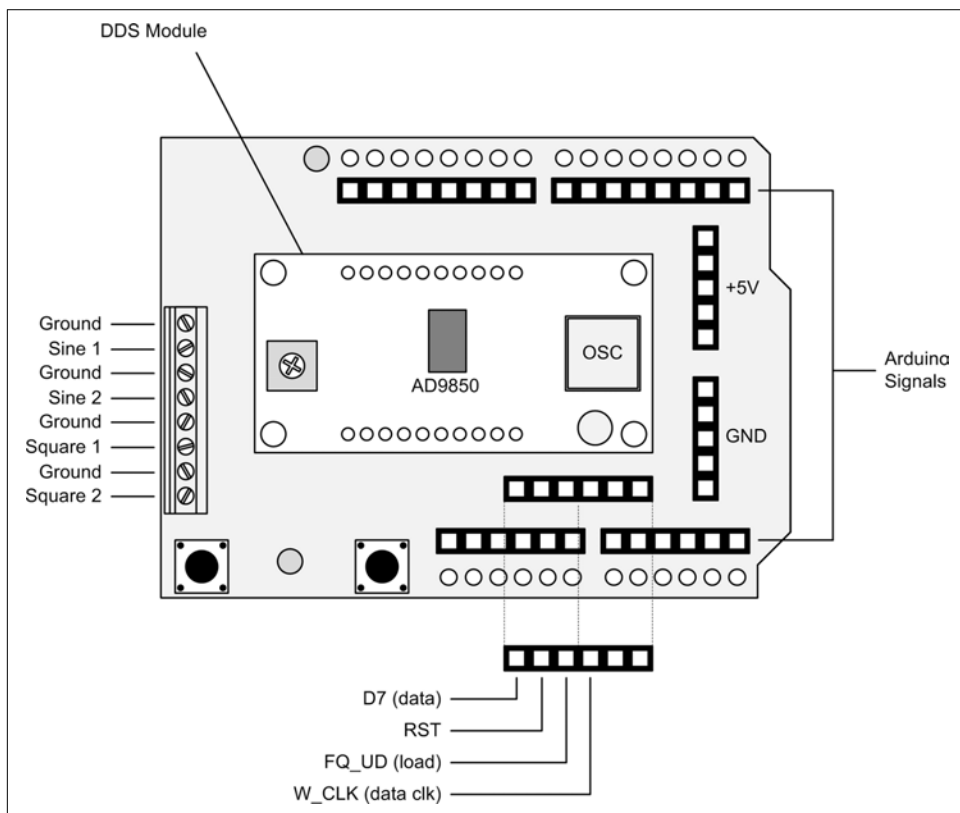 DDS Module
+5V
Ground
Sine 1
Ground
Sine 2
Ground
Square 1
Ground
Square 2
OSC
AD9850
Arduino
Signals
GND
D7 (data)
RST
FQ_UD (load)
W_CLK (data clk)